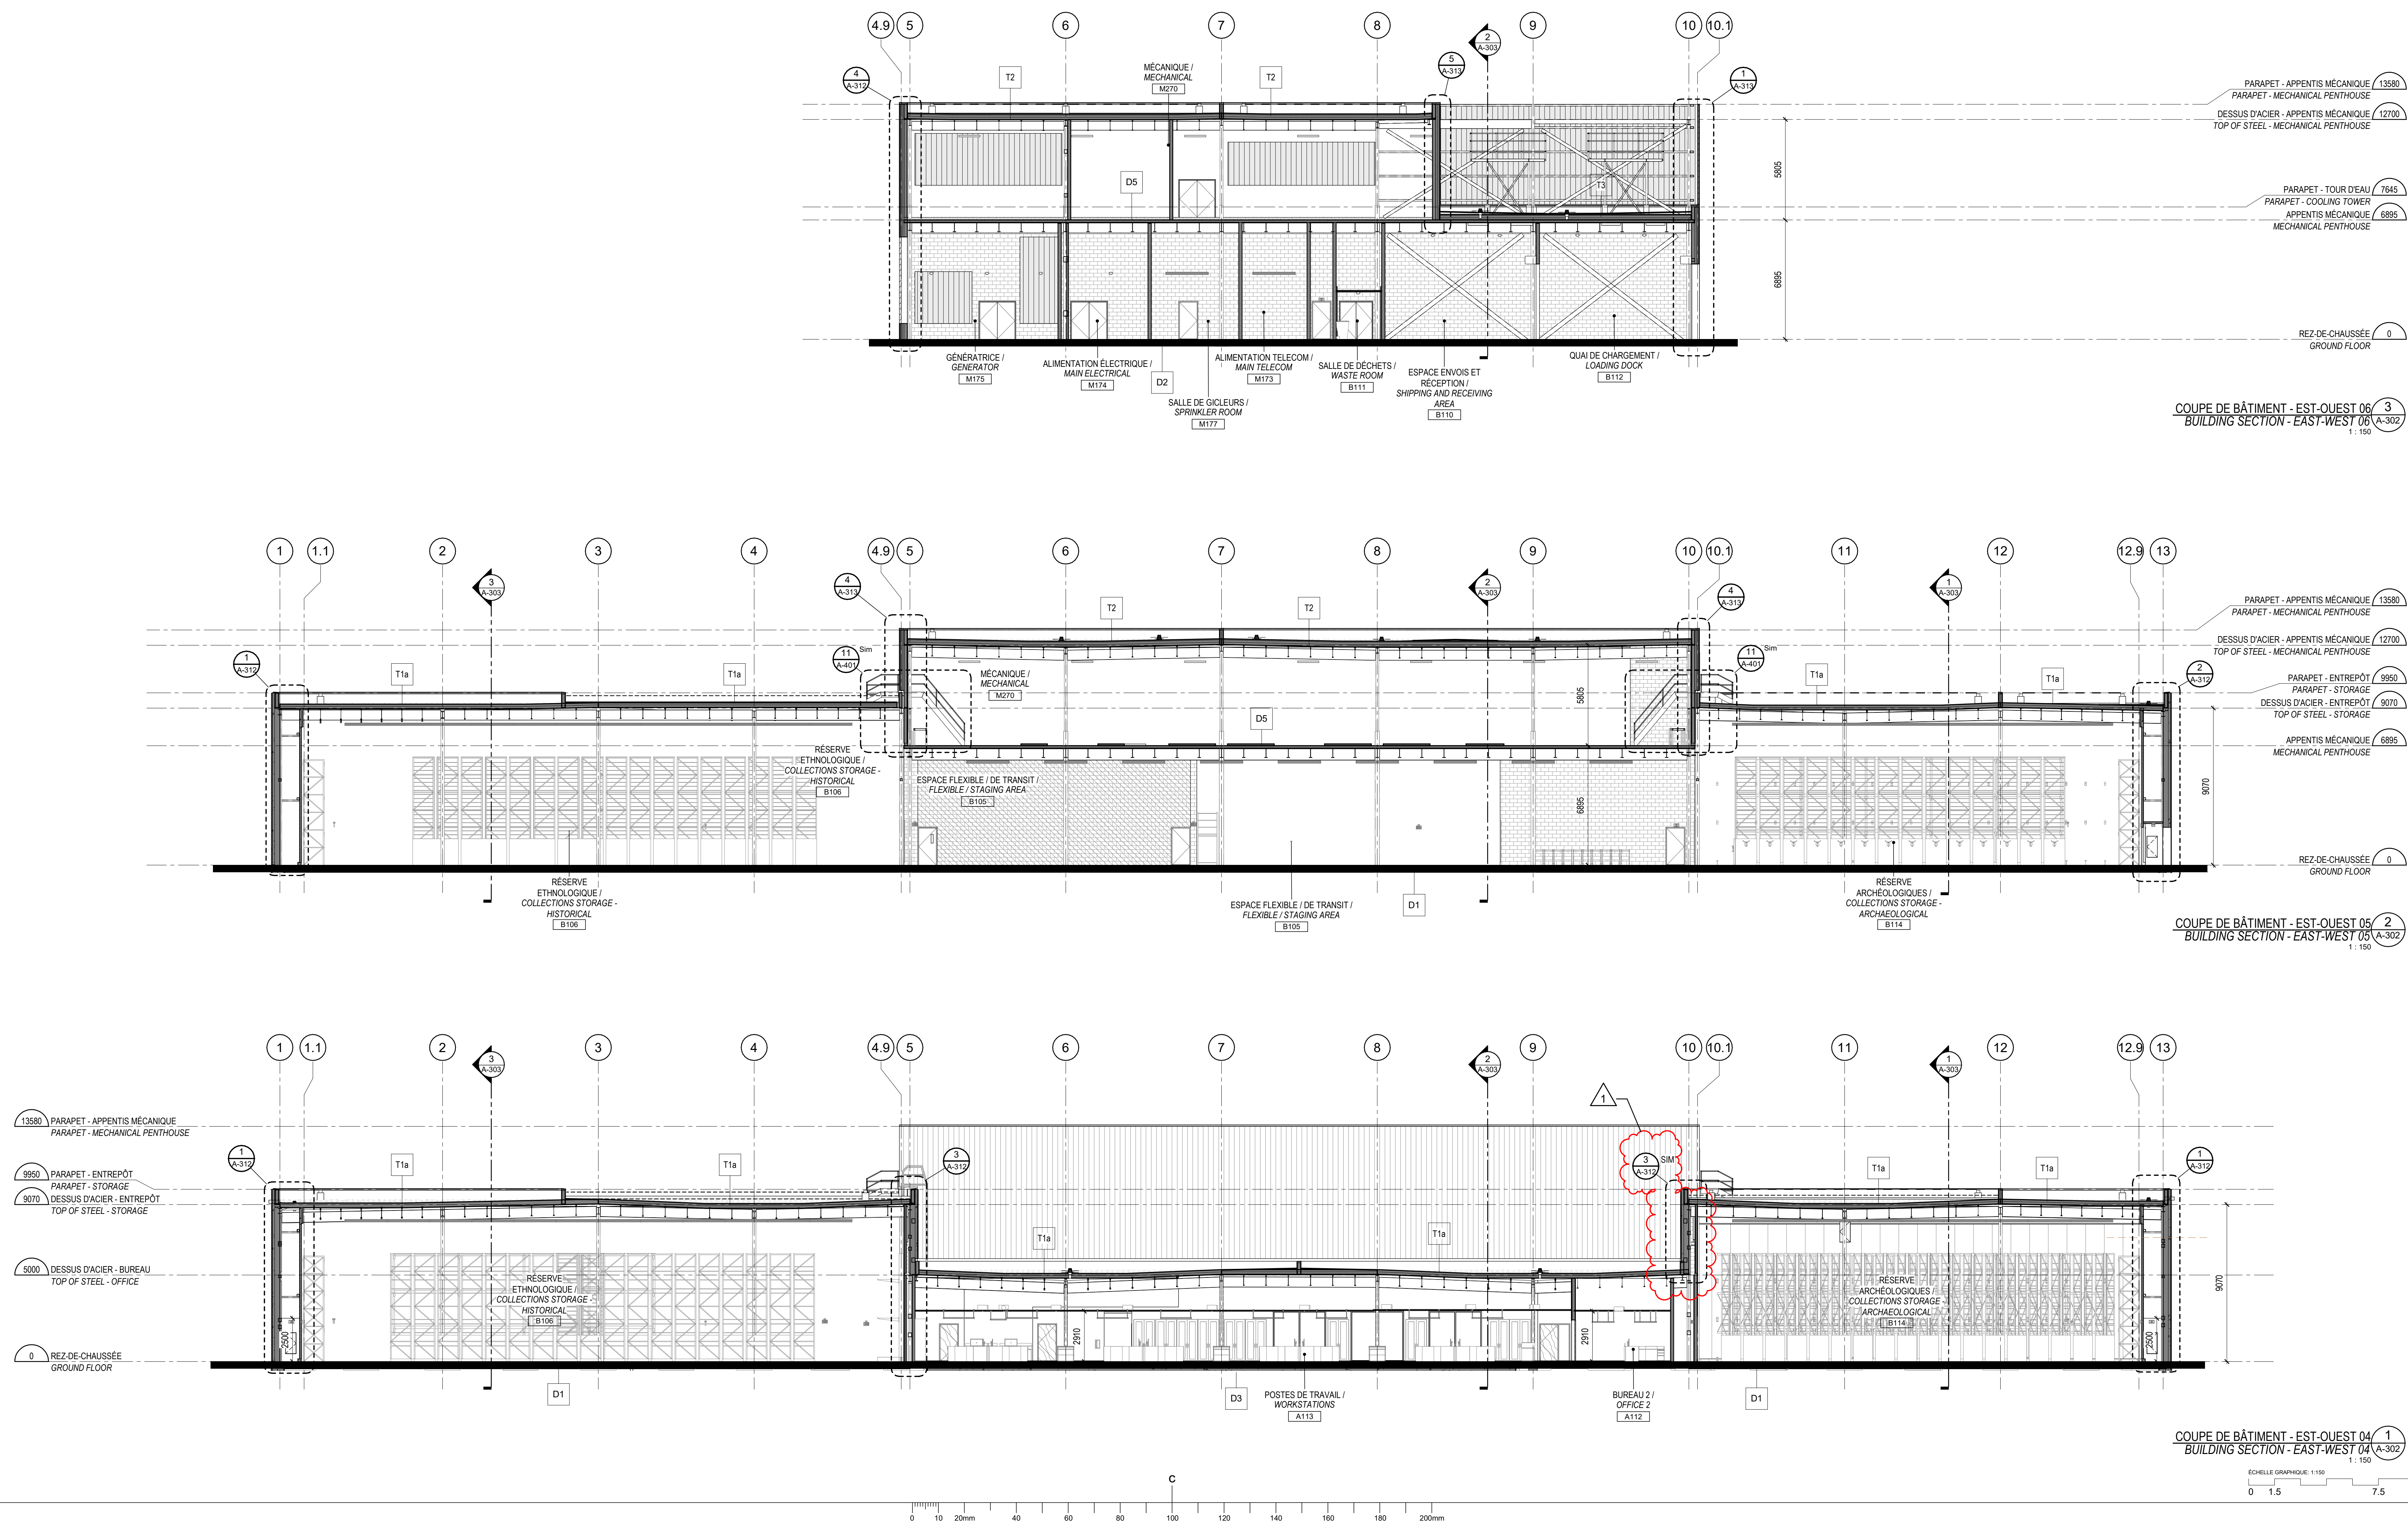 4.9
5
6
7
8
9
10
10.1
2
A-303
4
A-312
T2
MÉCANIQUE /
MECHANICAL
M270
T2
5
A-313
1
A-313
PARAPET - APPENTIS MÉCANIQUE
PARAPET - MECHANICAL PENTHOUSE
13580
DESSUS D'ACIER - APPENTIS MÉCANIQUE
TOP OF STEEL - MECHANICAL PENTHOUSE
12700
D5
T3
5805
PARAPET - TOUR D'EAU
PARAPET - COOLING TOWER
7645
APPENTIS MÉCANIQUE
MECHANICAL PENTHOUSE
6895
6895
REZ-DE-CHAUSSÉE
GROUND FLOOR
0
GÉNÉRATRICE /
GENERATOR
M175
ALIMENTATION ÉLECTRIQUE /
MAIN ELECTRICAL
M174
D2
SALLE DE GICLEURS /
SPRINKLER ROOM
M177
ALIMENTATION TELECOM /
MAIN TELECOM
M173
SALLE DE DÉCHETS /
WASTE ROOM
B111
ESPACE ENVOIS ET
RÉCEPTION /
SHIPPING AND RECEIVING
AREA
B110
QUAI DE CHARGEMENT /
LOADING DOCK
B112
COUPE DE BÂTIMENT - EST-OUEST 06
BUILDING SECTION - EAST-WEST 06
1 : 150
3
A-302
1
1.1
2
3
4
4.9
5
6
7
8
9
10
10.1
11
12
12.9
13
3
A-303
4
A-313
2
A-303
4
A-313
1
A-303
T2
T2
1
A-312
T1a
T1a
11
A-401
Sim
MÉCANIQUE /
MECHANICAL
M270
D5
5805
11
A-401
Sim
T1a
T1a
2
A-312
PARAPET - APPENTIS MÉCANIQUE
PARAPET - MECHANICAL PENTHOUSE
13580
DESSUS D'ACIER - APPENTIS MÉCANIQUE
TOP OF STEEL - MECHANICAL PENTHOUSE
12700
PARAPET - ENTREPÔT
PARAPET - STORAGE
9950
DESSUS D'ACIER - ENTREPÔT
TOP OF STEEL - STORAGE
9070
APPENTIS MÉCANIQUE
MECHANICAL PENTHOUSE
6895
RÉSERVE
ETHNOLOGIQUE /
COLLECTIONS STORAGE -
HISTORICAL
B106
ESPACE FLEXIBLE / DE TRANSIT /
FLEXIBLE / STAGING AREA
B105
6895
9070
REZ-DE-CHAUSSÉE
GROUND FLOOR
0
RÉSERVE
ETHNOLOGIQUE /
COLLECTIONS STORAGE -
HISTORICAL
B106
ESPACE FLEXIBLE / DE TRANSIT /
FLEXIBLE / STAGING AREA
B105
D1
RÉSERVE
ARCHÉOLOGIQUES /
COLLECTIONS STORAGE -
ARCHAEOLOGICAL
B114
COUPE DE BÂTIMENT - EST-OUEST 05
BUILDING SECTION - EAST-WEST 05
1 : 150
2
A-302
1
1.1
2
3
4
4.9
5
6
7
8
9
10
10.1
11
12
12.9
13
3
A-303
2
A-303
1
A-303
1
13580
PARAPET - APPENTIS MÉCANIQUE
PARAPET - MECHANICAL PENTHOUSE
9950
PARAPET - ENTREPÔT
PARAPET - STORAGE
9070
DESSUS D'ACIER - ENTREPÔT
TOP OF STEEL - STORAGE
5000
DESSUS D'ACIER - BUREAU
TOP OF STEEL - OFFICE
0
REZ-DE-CHAUSSÉE
GROUND FLOOR
1
A-312
T1a
T1a
3
A-312
3
A-312
SIM
T1a
T1a
1
A-312
T1a
T1a
RÉSERVE
ETHNOLOGIQUE /
COLLECTIONS STORAGE -
HISTORICAL
B106
RÉSERVE
ARCHÉOLOGIQUES /
COLLECTIONS STORAGE -
ARCHAEOLOGICAL
B114
2500
2910
2910
2500
9070
D1
D3
POSTES DE TRAVAIL /
WORKSTATIONS
A113
BUREAU 2 /
OFFICE 2
A112
D1
COUPE DE BÂTIMENT - EST-OUEST 04
BUILDING SECTION - EAST-WEST 04
1 : 150
1
A-302
ÉCHELLE GRAPHIQUE: 1:150
0 1.5 7.5
C
0 10 20mm 40 60 80 100 120 140 160 180 200mm